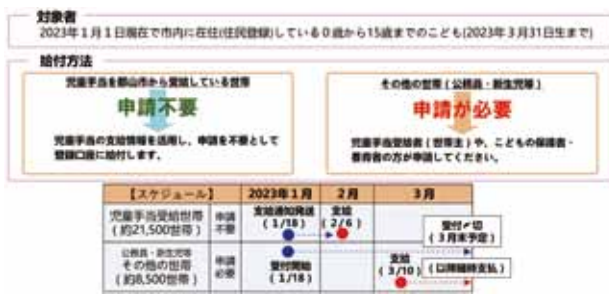 対象者
2023年1月1日現在で市内に在住(住民登録)している0歳から15歳までのこども(2023年3月31日生まで)
給付方法
児童手当を郡山市から受給している世帯
申請不要
児童手当の支給情報を活用し、申請を不要として
登録口座に給付します。
その他の世帯(公務員・新生児等)
申請が必要
児童手当受給者(世帯主)や、こどもの保護者・
養育者の方が申請してください。
【スケジュール】 2023年1月 2月 3月
児童手当受給世帯
(約21,500世帯)
申請
不要
支給通知発送
(1/18)
支給
(2/6)
受付〆切
(3月末予定)
公務員・新生児等
その他の世帯
(約8,500世帯)
申請
必要
受付開始
(1/18)
支給
(3/10)
(以降随時支払)